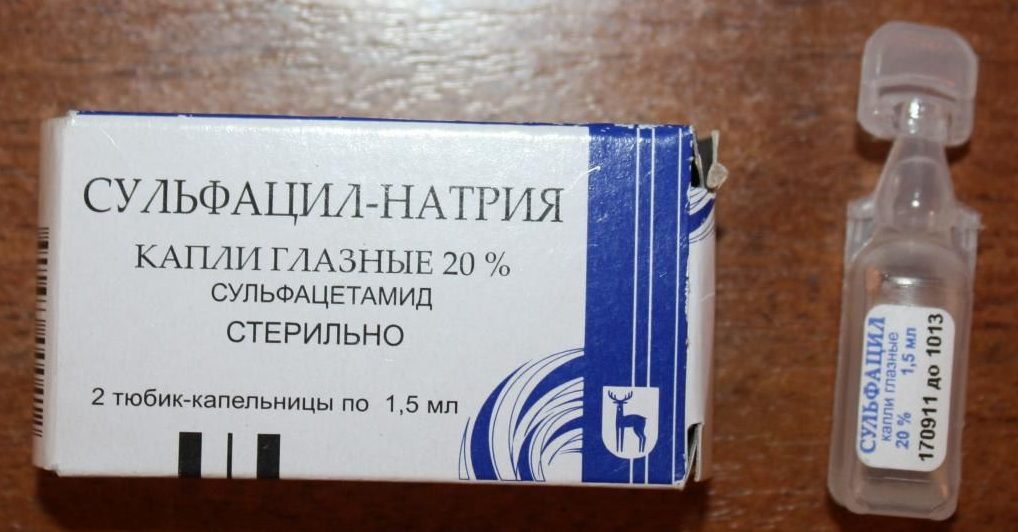 СУЛЬФАЦИЛ-НАТРИЯ
КАПЛИ ГЛАЗНЫЕ 20 %
СУЛЬФАЦЕТАМИД
СТЕРИЛЬНО
2 тюбик-капельницы по 1,5 мл
СУЛЬФАЦИЛ
капли глазные
20 % 1,5 мл
170911 до 1013